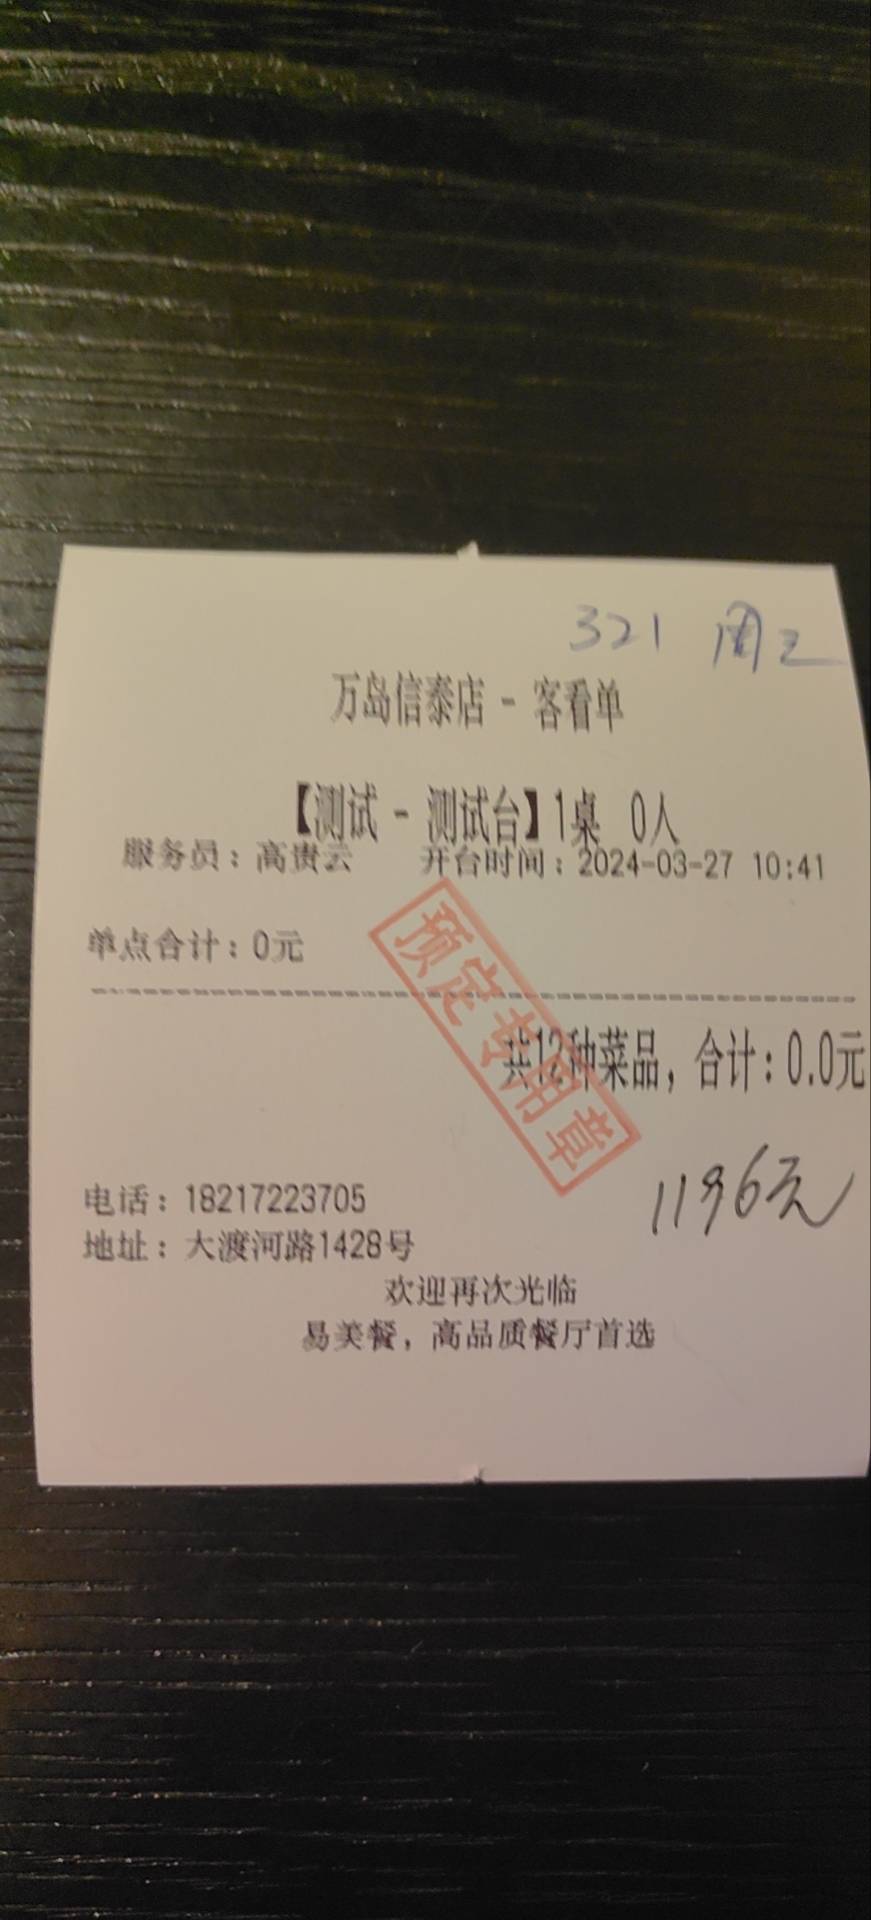 321 周三
万岛信泰店 - 客看单
【测试 - 测试台】1桌 0人
服务员：高贵云 开台时间：2024-03-27 10:41
单点合计：0元
预定专用章
共12种菜品，合计：0.0元
1196元
电话：18217223705
地址：大渡河路1428号
欢迎再次光临
易美餐，高品质餐厅首选